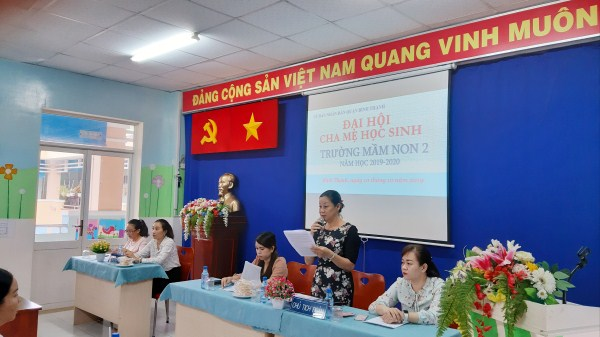 ĐẢNG CỘNG SẢN VIỆT NAM QUANG VINH MUÔN
ĐẠI HỘI
CHA MẸ HỌC SINH
TRƯỜNG MẦM NON 2
NĂM HỌC 2019-2020
CHỦ TỊCH ĐOÀN